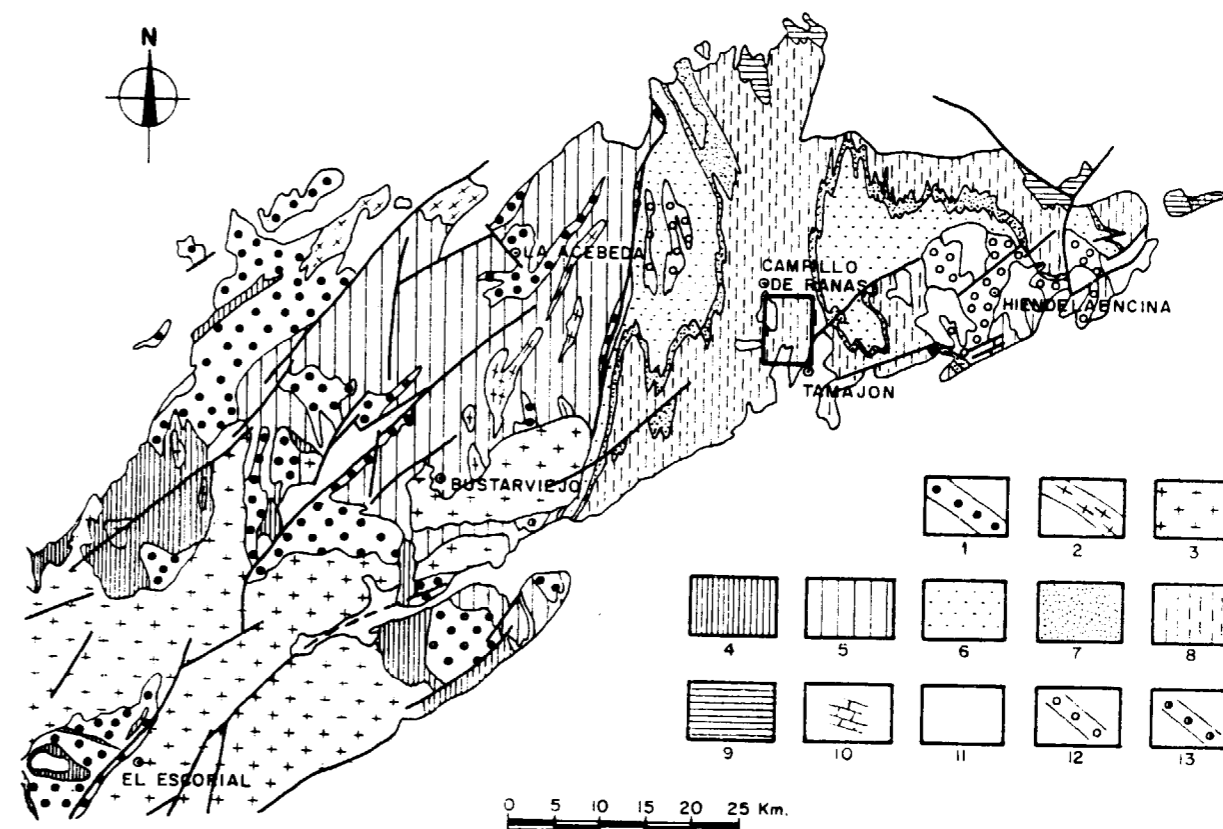 N
LA ACEBEDA
CAMPILLO
DE RANAS
HIENDELAENCINA
TAMAJON
BUSTARVIEJO
EL ESCORIAL
1 2 3
4 5 6 7 8
9 10 11 12 13
0 5 10 15 20 25 Km.